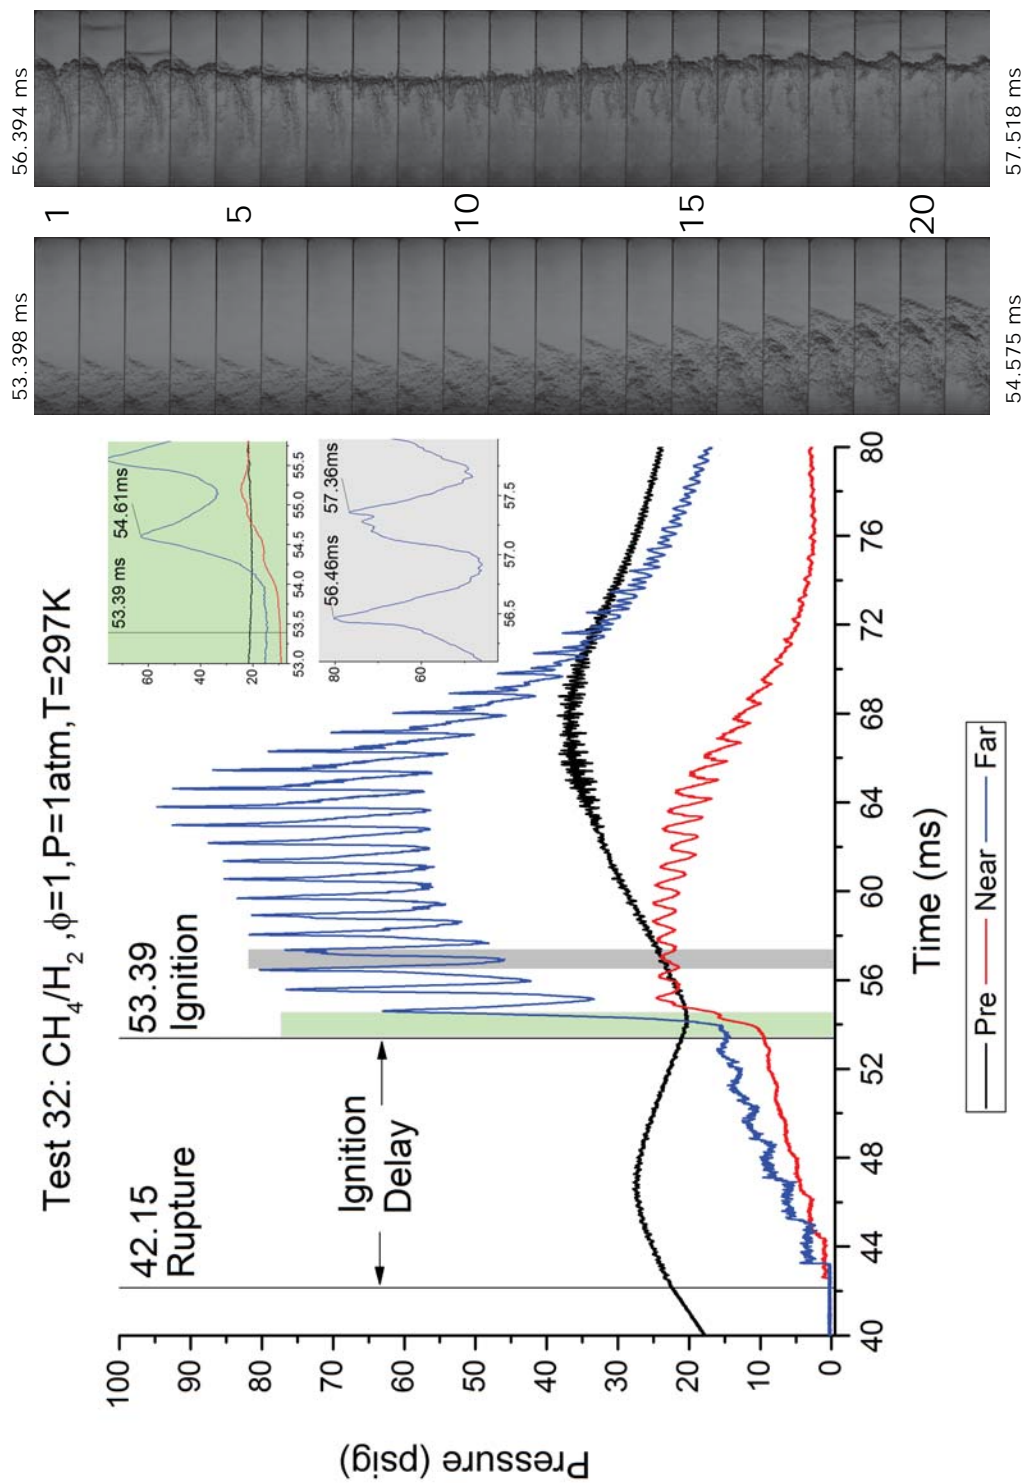 Test 32: CH₄/H₂ ,ϕ=1,P=1atm,T=297K
42.15
Rupture
53.39
Ignition
Ignition
Delay
Pressure (psig)
100
90
80
70
60
50
40
30
20
10
0
40
44
48
52
56
60
64
68
72
76
80
Time (ms)
Pre
Near
Far
53.39 ms
54.61ms
60
40
20
0
53.0
53.5
54.0
54.5
55.0
55.5
56.46ms
57.36ms
80
60
56.5
57.0
57.5
56.394 ms
57.518 ms
1
5
10
15
20
53.398 ms
54.575 ms